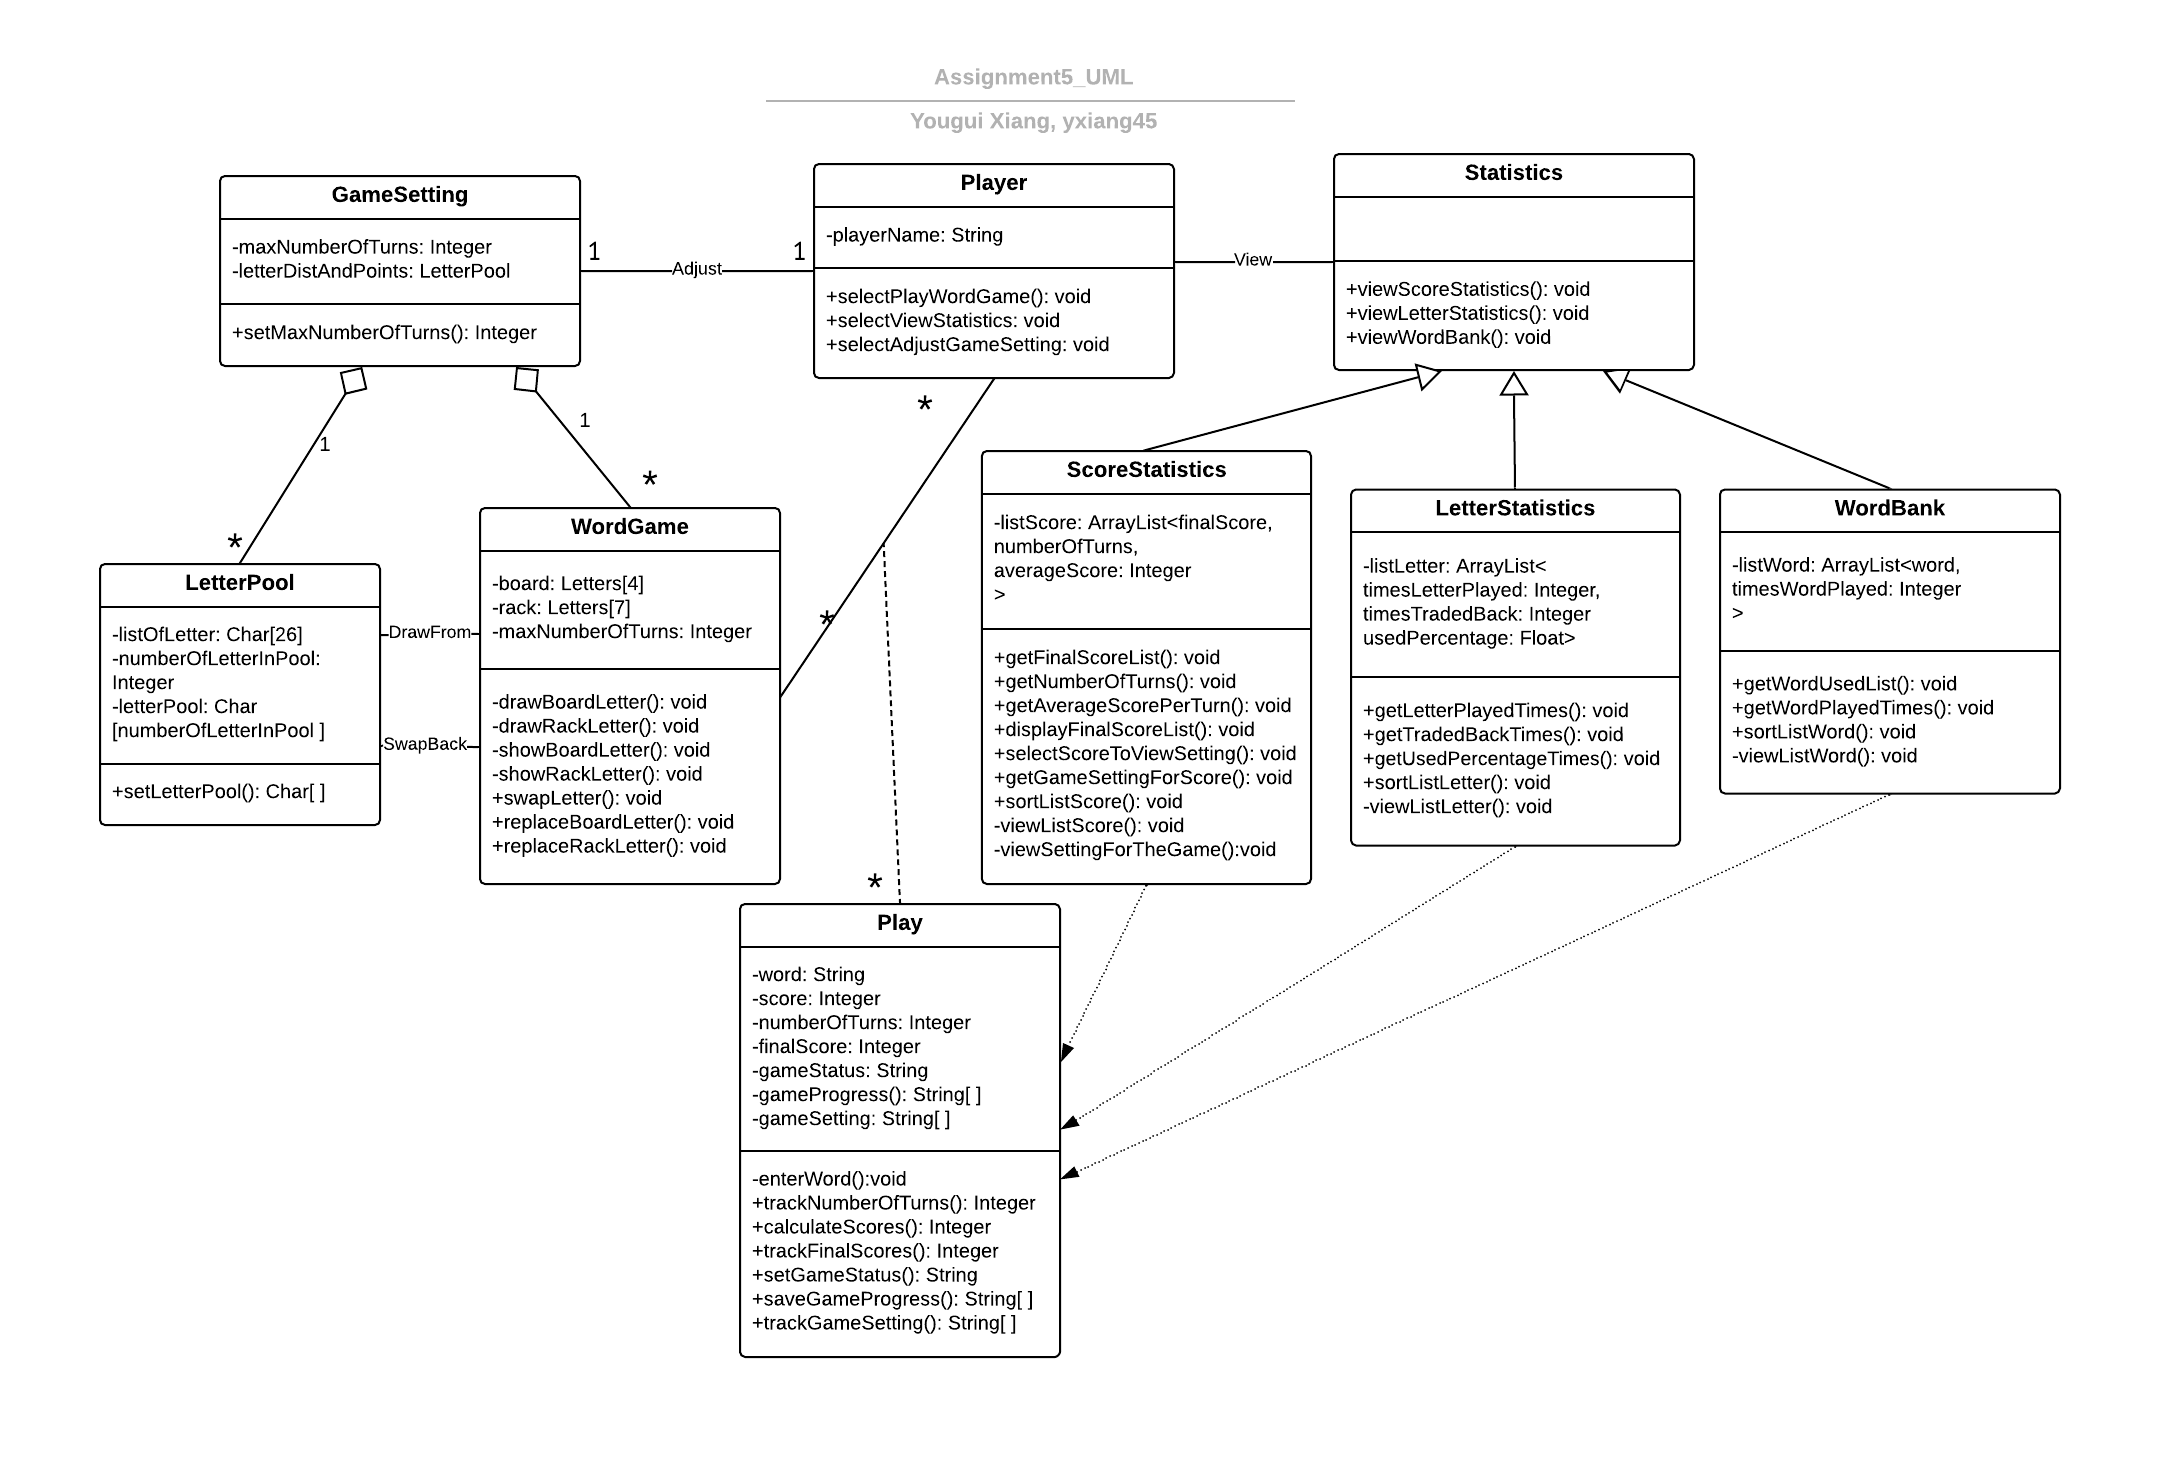 Assignment5_UML
Yougui Xiang, yxiang45
GameSetting
-maxNumberOfTurns: Integer
-letterDistAndPoints: LetterPool
+setMaxNumberOfTurns(): Integer
1
Adjust
1
Player
-playerName: String
+selectPlayWordGame(): void
+selectViewStatistics: void
+selectAdjustGameSetting: void
View
Statistics
+viewScoreStatistics(): void
+viewLetterStatistics(): void
+viewWordBank(): void
1
*
1
*
*
*
LetterPool
-listOfLetter: Char[26]
-numberOfLetterInPool:
Integer
-letterPool: Char
[numberOfLetterInPool ]
+setLetterPool(): Char[ ]
DrawFrom
SwapBack
WordGame
-board: Letters[4]
-rack: Letters[7]
-maxNumberOfTurns: Integer
-drawBoardLetter(): void
-drawRackLetter(): void
-showBoardLetter(): void
-showRackLetter(): void
+swapLetter(): void
+replaceBoardLetter(): void
+replaceRackLetter(): void
ScoreStatistics
-listScore: ArrayList<finalScore,
numberOfTurns,
averageScore: Integer
>
+getFinalScoreList(): void
+getNumberOfTurns(): void
+getAverageScorePerTurn(): void
+displayFinalScoreList(): void
+selectScoreToViewSetting(): void
+getGameSettingForScore(): void
+sortListScore(): void
-viewListScore(): void
-viewSettingForTheGame():void
LetterStatistics
-listLetter: ArrayList<
timesLetterPlayed: Integer,
timesTradedBack: Integer
usedPercentage: Float>
+getLetterPlayedTimes(): void
+getTradedBackTimes(): void
+getUsedPercentageTimes(): void
+sortListLetter(): void
-viewListLetter(): void
WordBank
-listWord: ArrayList<word,
timesWordPlayed: Integer
>
+getWordUsedList(): void
+getWordPlayedTimes(): void
+sortListWord(): void
-viewListWord(): void
*
Play
-word: String
-score: Integer
-numberOfTurns: Integer
-finalScore: Integer
-gameStatus: String
-gameProgress(): String[ ]
-gameSetting: String[ ]
-enterWord():void
+trackNumberOfTurns(): Integer
+calculateScores(): Integer
+trackFinalScores(): Integer
+setGameStatus(): String
+saveGameProgress(): String[ ]
+trackGameSetting(): String[ ]